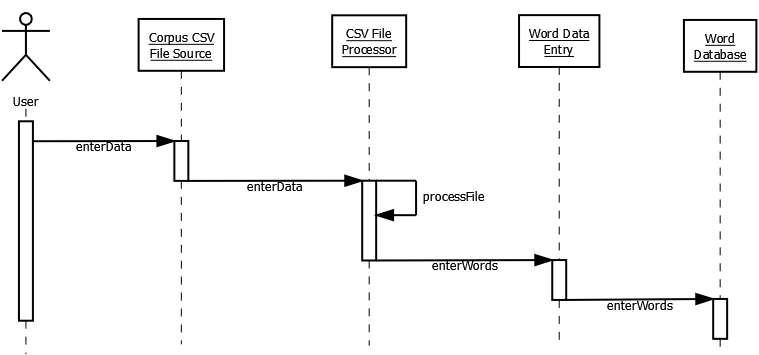 Corpus CSV
File Source
CSV File
Processor
Word Data
Entry
Word
Database
User
enterData
enterData
processFile
enterWords
enterWords